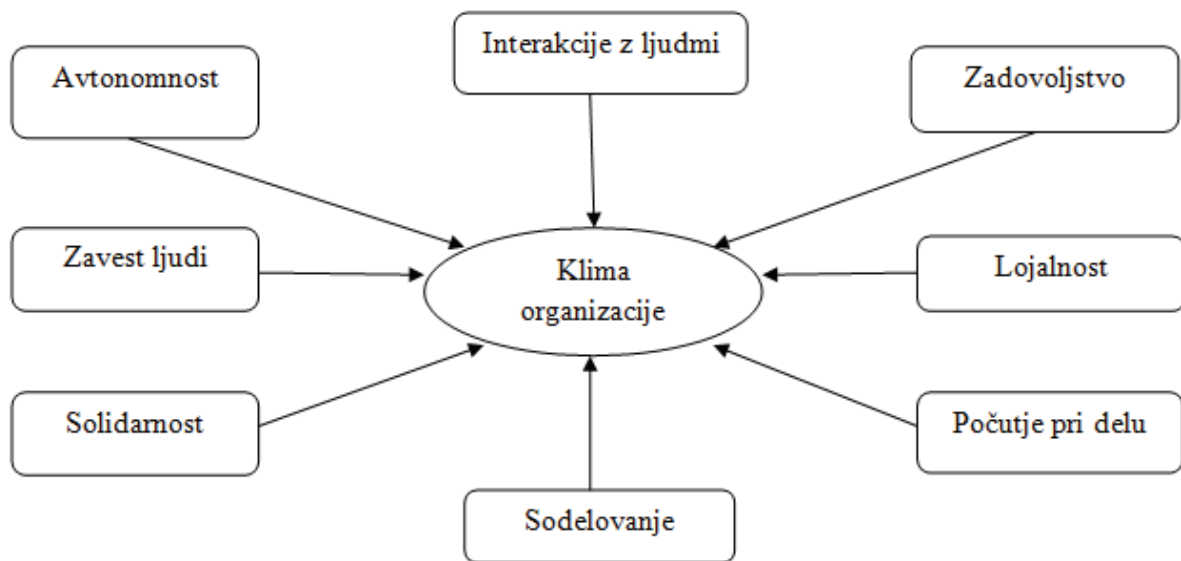 Interakcije z ljudmi
Avtonomnost
Zadovoljstvo
Zavest ljudi
Klima
organizacije
Lojalnost
Solidarnost
Počutje pri delu
Sodelovanje